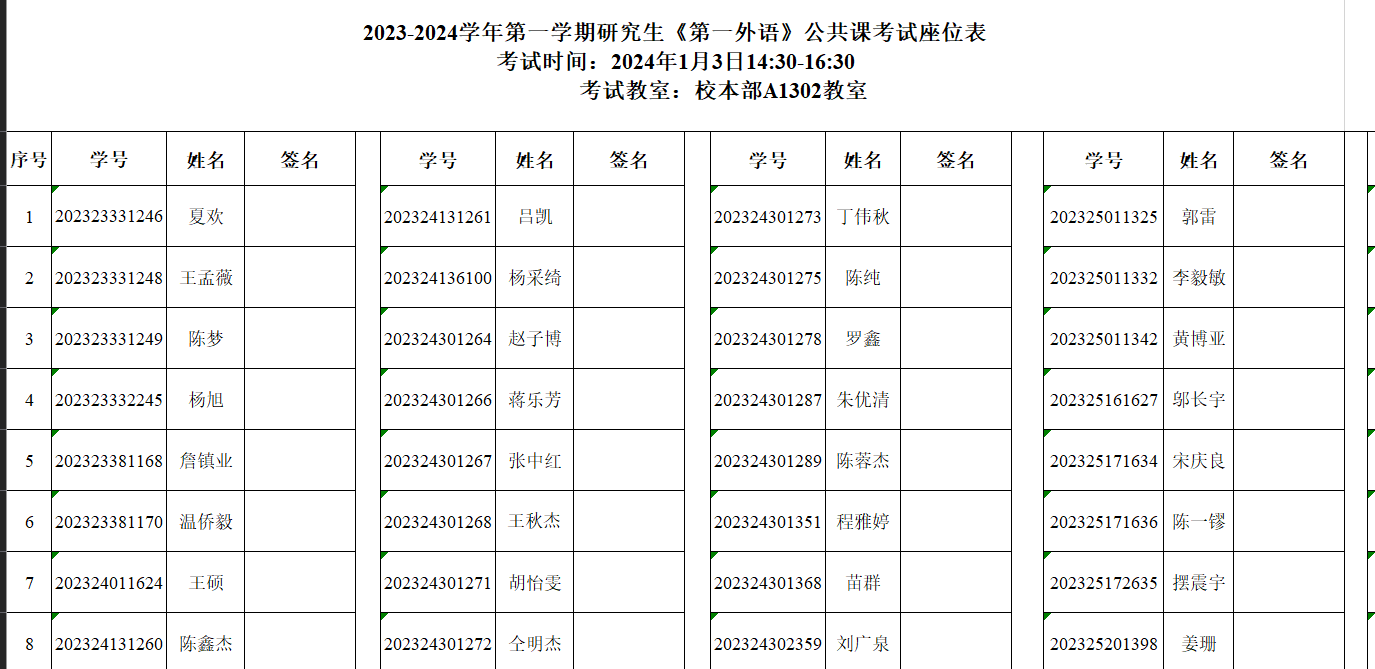 2023-2024学年第一学期研究生《第一外语》公共课考试座位表
考试时间：2024年1月3日14:30-16:30
考试教室：校本部A1302教室
序号 学号 姓名 签名 学号 姓名 签名 学号 姓名 签名 学号 姓名 签名
1 202323331246 夏欢 202324131261 吕凯 202324301273 丁伟秋 202325011325 郭雷
2 202323331248 王孟薇 202324136100 杨采绮 202324301275 陈纯 202325011332 李毅敏
3 202323331249 陈梦 202324301264 赵子博 202324301278 罗鑫 202325011342 黄博亚
4 202323332245 杨旭 202324301266 蒋乐芳 202324301287 朱优清 202325161627 邬长宇
5 202323381168 詹镇业 202324301267 张中红 202324301289 陈蓉杰 202325171634 宋庆良
6 202323381170 温侨毅 202324301268 王秋杰 202324301351 程雅婷 202325171636 陈一镠
7 202324011624 王硕 202324301271 胡怡雯 202324301368 苗群 202325172635 摆震宇
8 202324131260 陈鑫杰 202324301272 仝明杰 202324302359 刘广泉 202325201398 姜珊